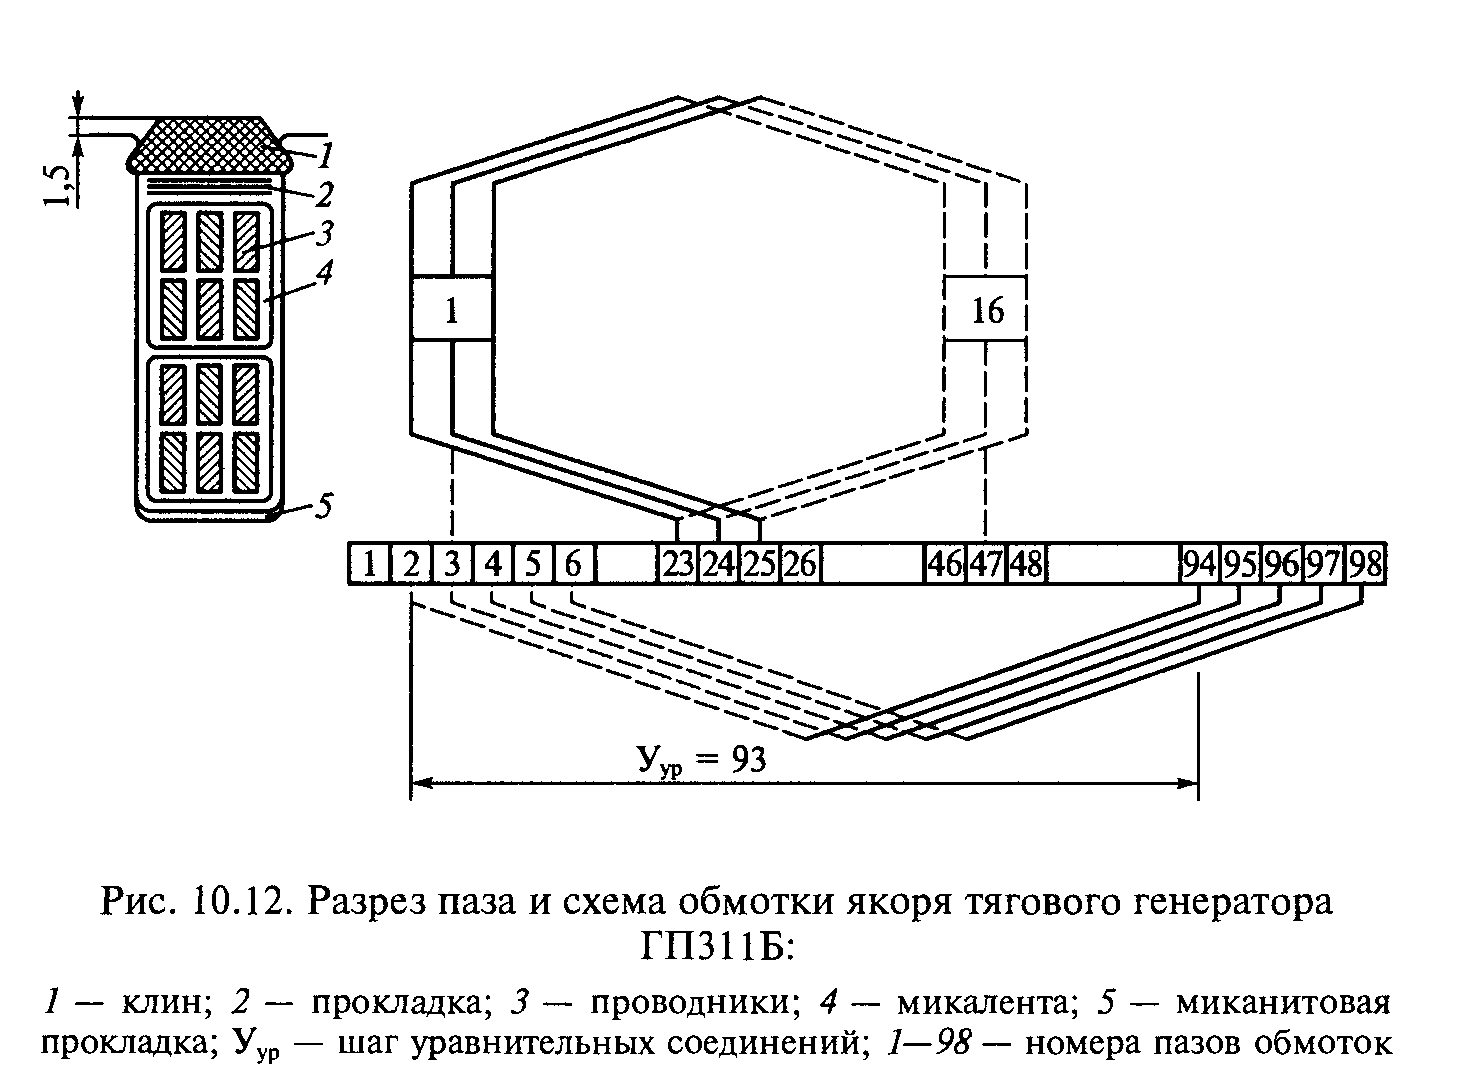 1,5
1
2
3
4
5
1
16
1 2 3 4 5 6 23 24 25 26 46 47 48 94 95 96 97 98
Уур = 93
Рис. 10.12. Разрез паза и схема обмотки якоря тягового генератора
ГП311Б:
1 — клин; 2 — прокладка; 3 — проводники; 4 — микалента; 5 — миканитовая
прокладка; Уур — шаг уравнительных соединений; 1—98 — номера пазов обмоток